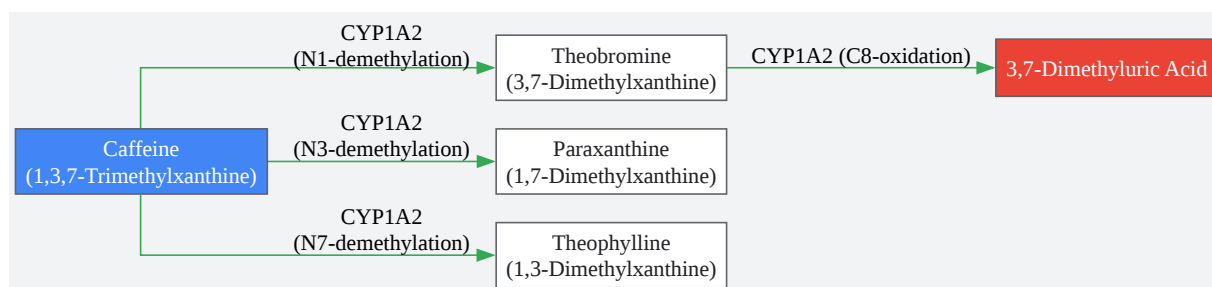 CYP1A2
(N1-demethylation)
Theobromine
(3,7-Dimethylxanthine)
CYP1A2 (C8-oxidation)
3,7-Dimethyluric Acid
Caffeine
(1,3,7-Trimethylxanthine)
CYP1A2
(N3-demethylation)
Paraxanthine
(1,7-Dimethylxanthine)
CYP1A2
(N7-demethylation)
Theophylline
(1,3-Dimethylxanthine)